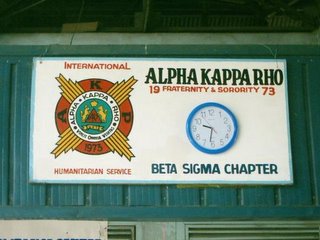 INTERNATIONAL
ALPHA KAPPA RHO
19 FRATERNITY & SORORITY 73
A K P
ALPHA KAPPA RHO
1973
HUMANITARIAN SERVICE
BETA SIGMA CHAPTER